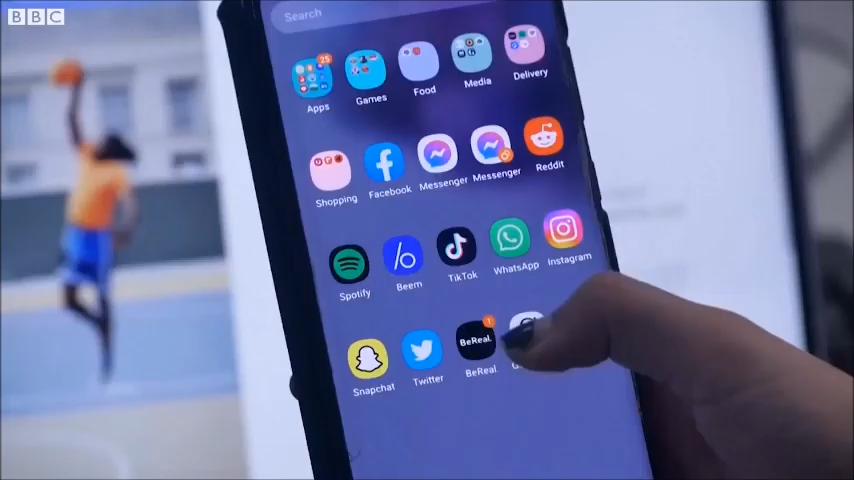 BBC
Search
25
Apps
Games
Food
Media
Delivery
Shopping
Facebook
Messenger
Messenger
Reddit
Spotify
Beem
TikTok
WhatsApp
Instagram
1
BeReal.
Snapchat
Twitter
BeReal